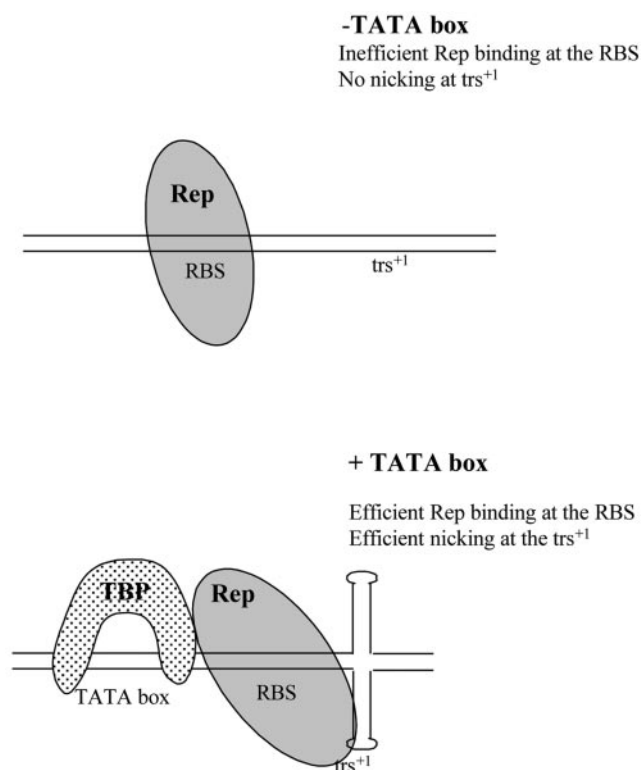 -TATA box
Inefficient Rep binding at the RBS
No nicking at trs+1
Rep
RBS
trs+1
+ TATA box
Efficient Rep binding at the RBS
Efficient nicking at the trs+1
TBP
Rep
RBS
TATA box
trs+1